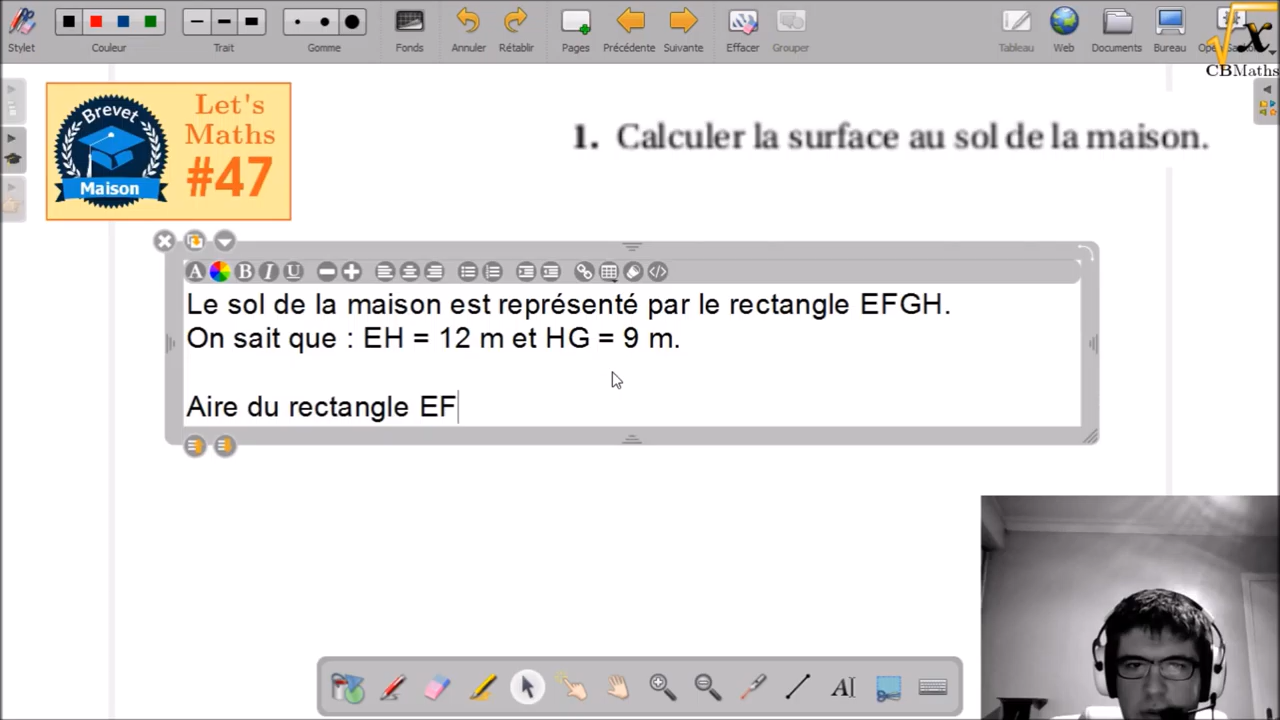 Stylet
Couleur
Trait
Gomme
Fonds
Annuler
Rétablir
Pages
Précédente
Suivante
Effacer
Grouper
Tableau
Web
Documents
Bureau
CBMaths
Brevet
Maison
Let's
Maths
#47
1. Calculer la surface au sol de la maison.
Le sol de la maison est représenté par le rectangle EFGH.
On sait que : EH = 12 m et HG = 9 m.
Aire du rectangle EF